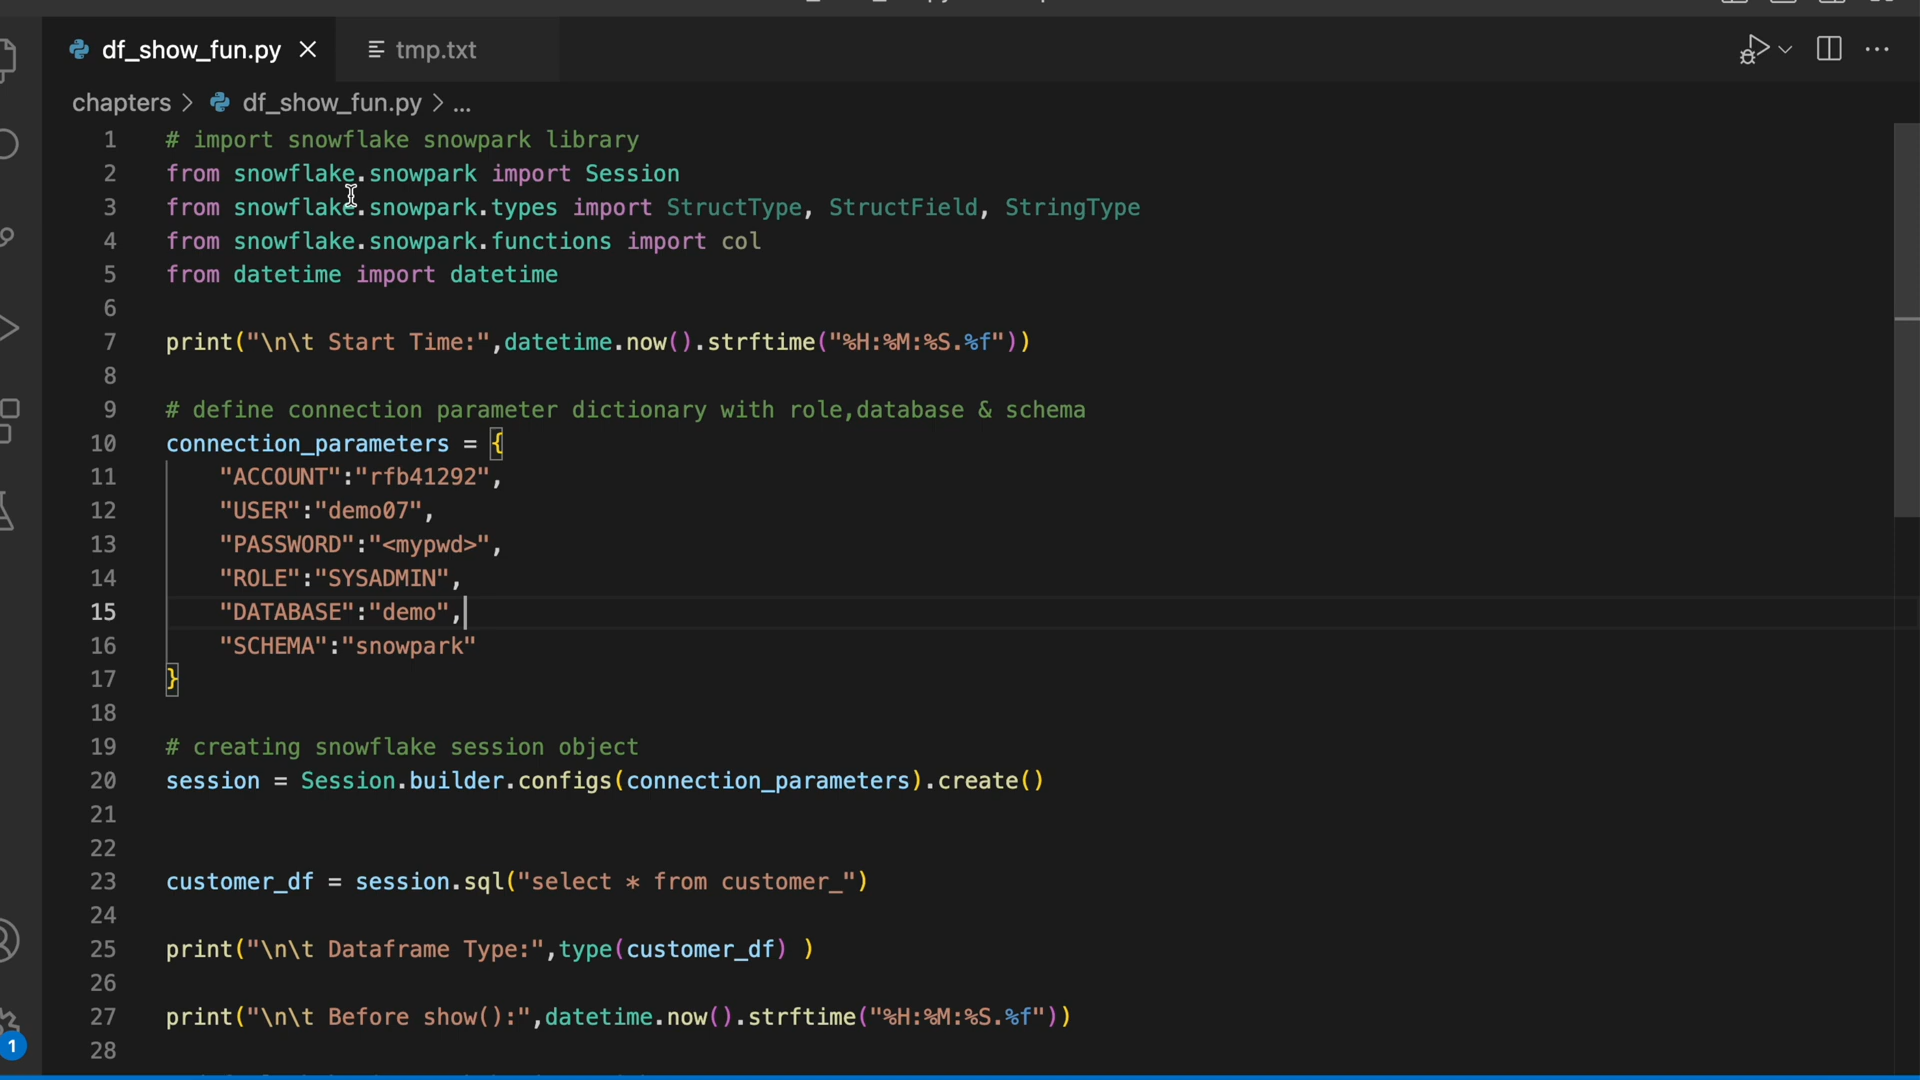 df_show_fun.py
tmp.txt
chapters > df_show_fun.py > ...
1 # import snowflake snowpark library
2 from snowflake.snowpark import Session
3 from snowflake.snowpark.types import StructType, StructField, StringType
4 from snowflake.snowpark.functions import col
5 from datetime import datetime
6
7 print("\n\t Start Time:",datetime.now().strftime("%H:%M:%S.%f"))
8
9 # define connection parameter dictionary with role,database & schema
10 connection_parameters = {
11     "ACCOUNT":"rfb41292",
12     "USER":"demo07",
13     "PASSWORD":"<mypwd>",
14     "ROLE":"SYSADMIN",
15     "DATABASE":"demo",
16     "SCHEMA":"snowpark"
17 }
18
19 # creating snowflake session object
20 session = Session.builder.configs(connection_parameters).create()
21
22
23 customer_df = session.sql("select * from customer_")
24
25 print("\n\t Dataframe Type:",type(customer_df) )
26
27 print("\n\t Before show():",datetime.now().strftime("%H:%M:%S.%f"))
28
1